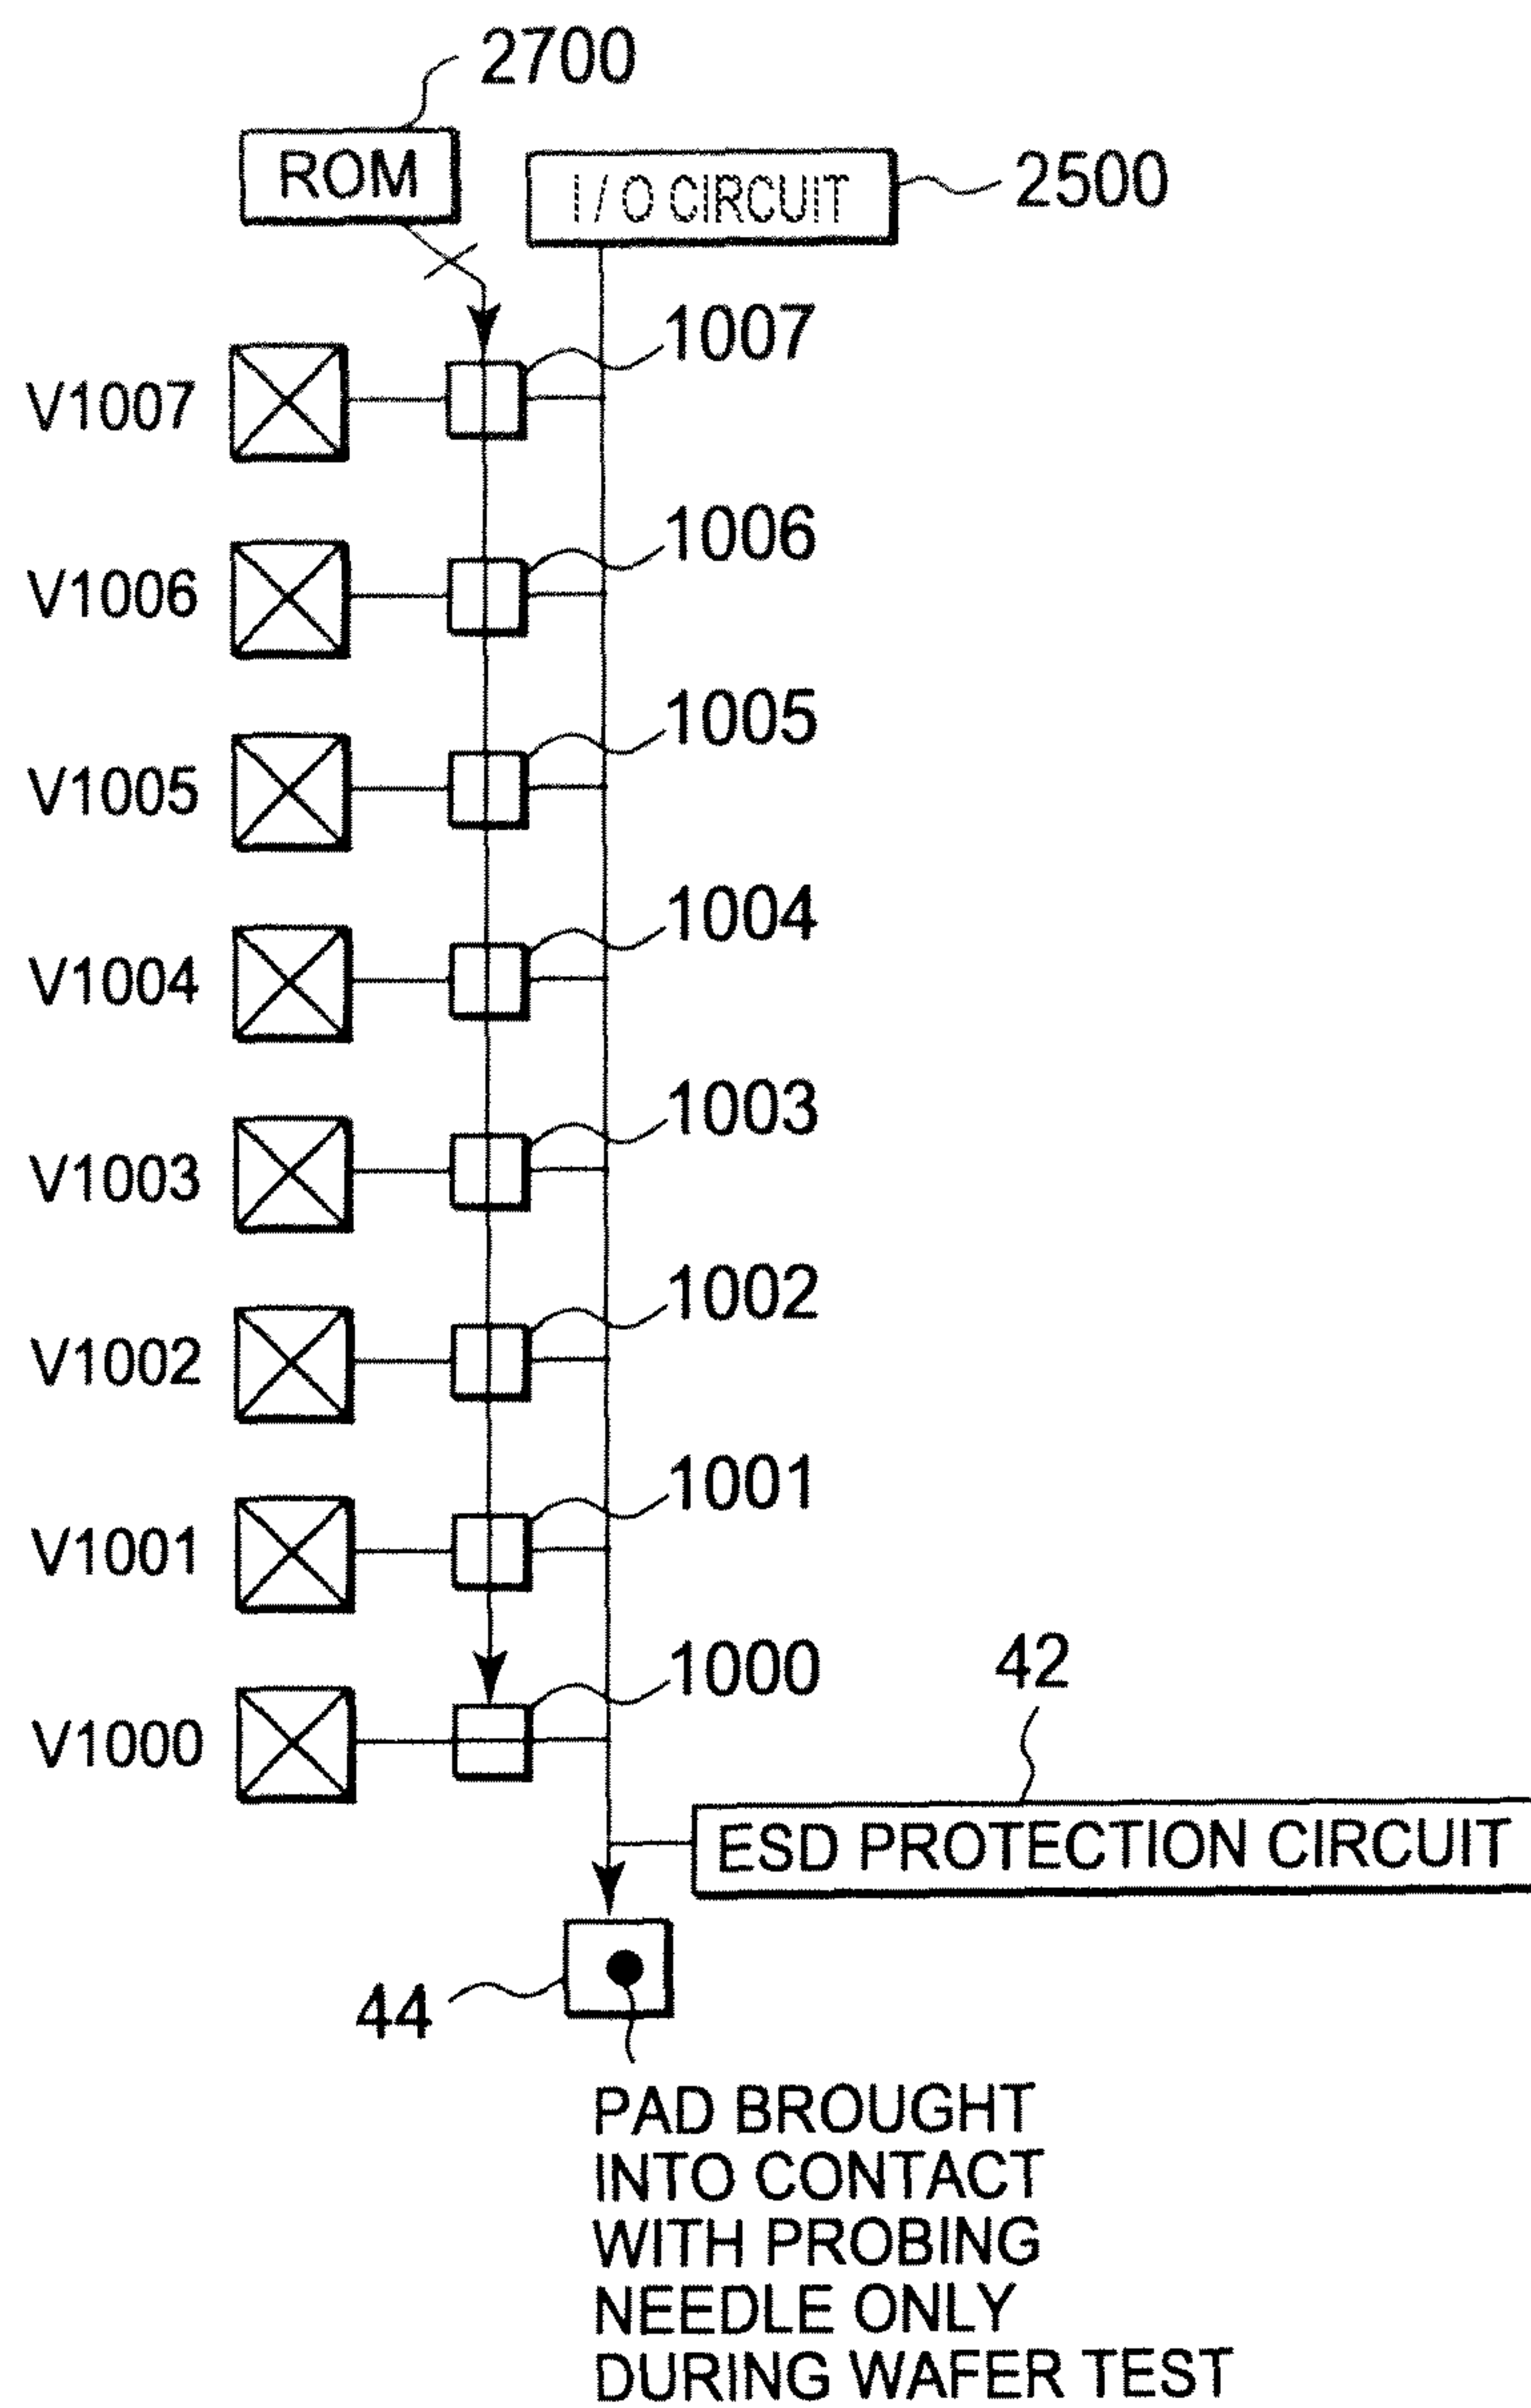 2700
ROM
I / O CIRCUIT
2500
1007
V1007
1006
V1006
1005
V1005
1004
V1004
1003
V1003
1002
V1002
1001
V1001
1000
V1000
42
ESD PROTECTION CIRCUIT
44
PAD BROUGHT
INTO CONTACT
WITH PROBING
NEEDLE ONLY
DURING WAFER TEST